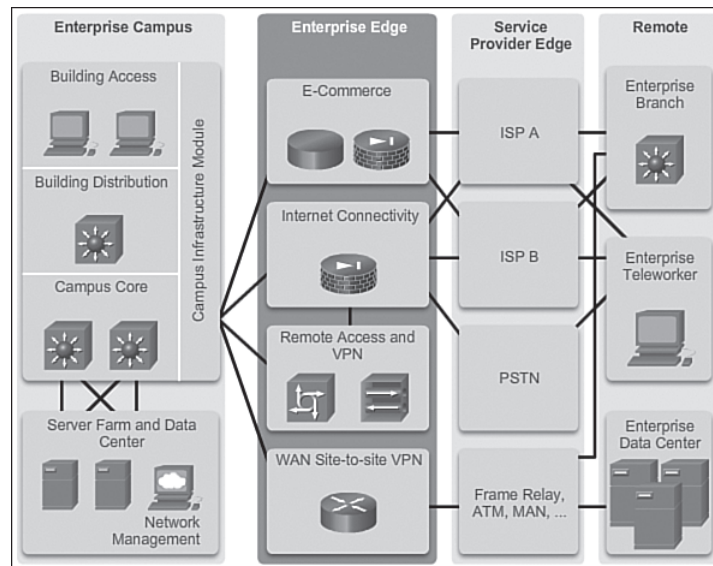 Enterprise Campus
Building Access
Building Distribution
Campus Core
Campus Infrastructure Module
Server Farm and Data
Center
Network
Management
Enterprise Edge
E-Commerce
Internet Connectivity
Remote Access and
VPN
WAN Site-to-site VPN
Service
Provider Edge
ISP A
ISP B
PSTN
Frame Relay,
ATM, MAN, ...
Remote
Enterprise
Branch
Enterprise
Teleworker
Enterprise
Data Center